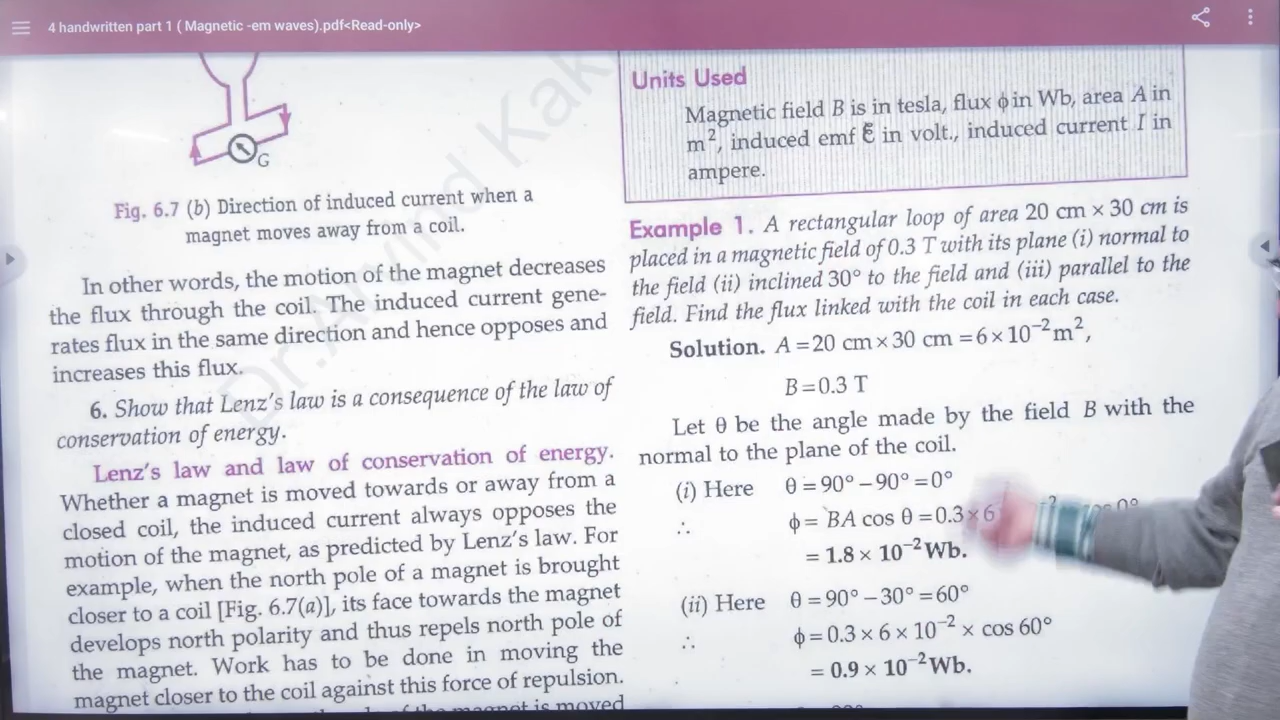 4 handwritten part 1 ( Magnetic -em waves).pdf<Read-only>
G
Fig. 6.7 (b) Direction of induced current when a
magnet moves away from a coil.
In other words, the motion of the magnet decreases
the flux through the coil. The induced current gene-
rates flux in the same direction and hence opposes and
increases this flux.
6. Show that Lenz's law is a consequence of the law of
conservation of energy.
Lenz's law and law of conservation of energy.
Whether a magnet is moved towards or away from a
closed coil, the induced current always opposes the
motion of the magnet, as predicted by Lenz's law. For
example, when the north pole of a magnet is brought
closer to a coil [Fig. 6.7(a)], its face towards the magnet
develops north polarity and thus repels north pole of
the magnet. Work has to be done in moving the
magnet closer to the coil against this force of repulsion.
of the magnet is moved
Units Used
Magnetic field B is in tesla, flux ϕ in Wb, area A in
m², induced emf ℰ in volt., induced current I in
ampere.
Example 1. A rectangular loop of area 20 cm × 30 cm is
placed in a magnetic field of 0.3 T with its plane (i) normal to
the field (ii) inclined 30° to the field and (iii) parallel to the
field. Find the flux linked with the coil in each case.
Solution. A = 20 cm × 30 cm = 6 × 10⁻² m²,
B = 0.3 T
Let θ be the angle made by the field B with the
normal to the plane of the coil.
(i) Here θ = 90° − 90° = 0°
∴ ϕ = BA cos θ = 0.3 × 6 0°
= 1.8 × 10⁻² Wb.
(ii) Here θ = 90° − 30° = 60°
∴ ϕ = 0.3 × 6 × 10⁻² × cos 60°
= 0.9 × 10⁻² Wb.
Dr. Arvind